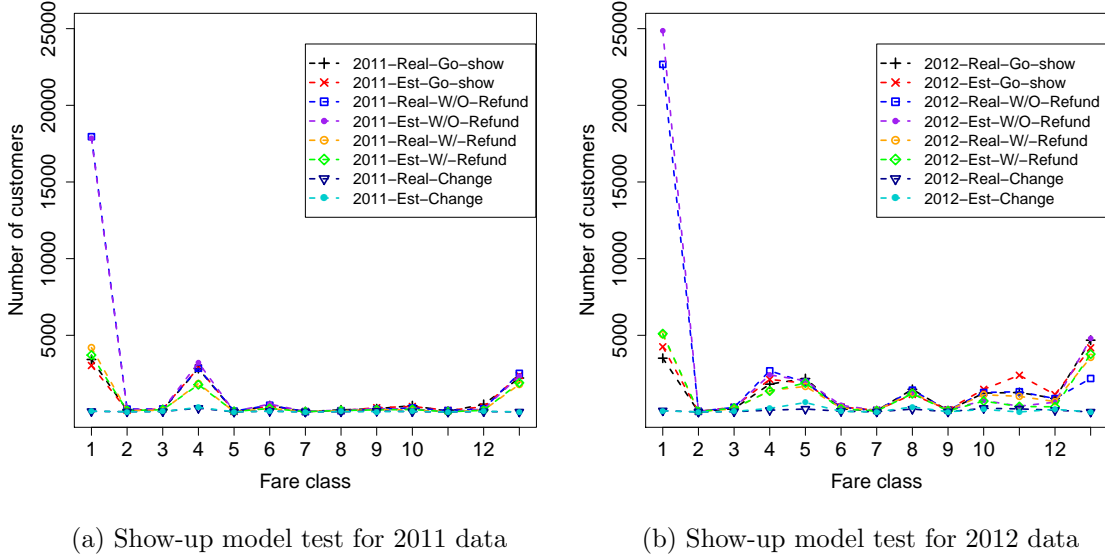 25000
20000
15000
10000
5000
Number of customers
2011-Real-Go-show
2011-Est-Go-show
2011-Real-W/O-Refund
2011-Est-W/O-Refund
2011-Real-W/-Refund
2011-Est-W/-Refund
2011-Real-Change
2011-Est-Change
1 2 3 4 5 6 7 8 9 10 12
Fare class
(a) Show-up model test for 2011 data
25000
20000
15000
10000
5000
Number of customers
2012-Real-Go-show
2012-Est-Go-show
2012-Real-W/O-Refund
2012-Est-W/O-Refund
2012-Real-W/-Refund
2012-Est-W/-Refund
2012-Real-Change
2012-Est-Change
1 2 3 4 5 6 7 8 9 10 12
Fare class
(b) Show-up model test for 2012 data